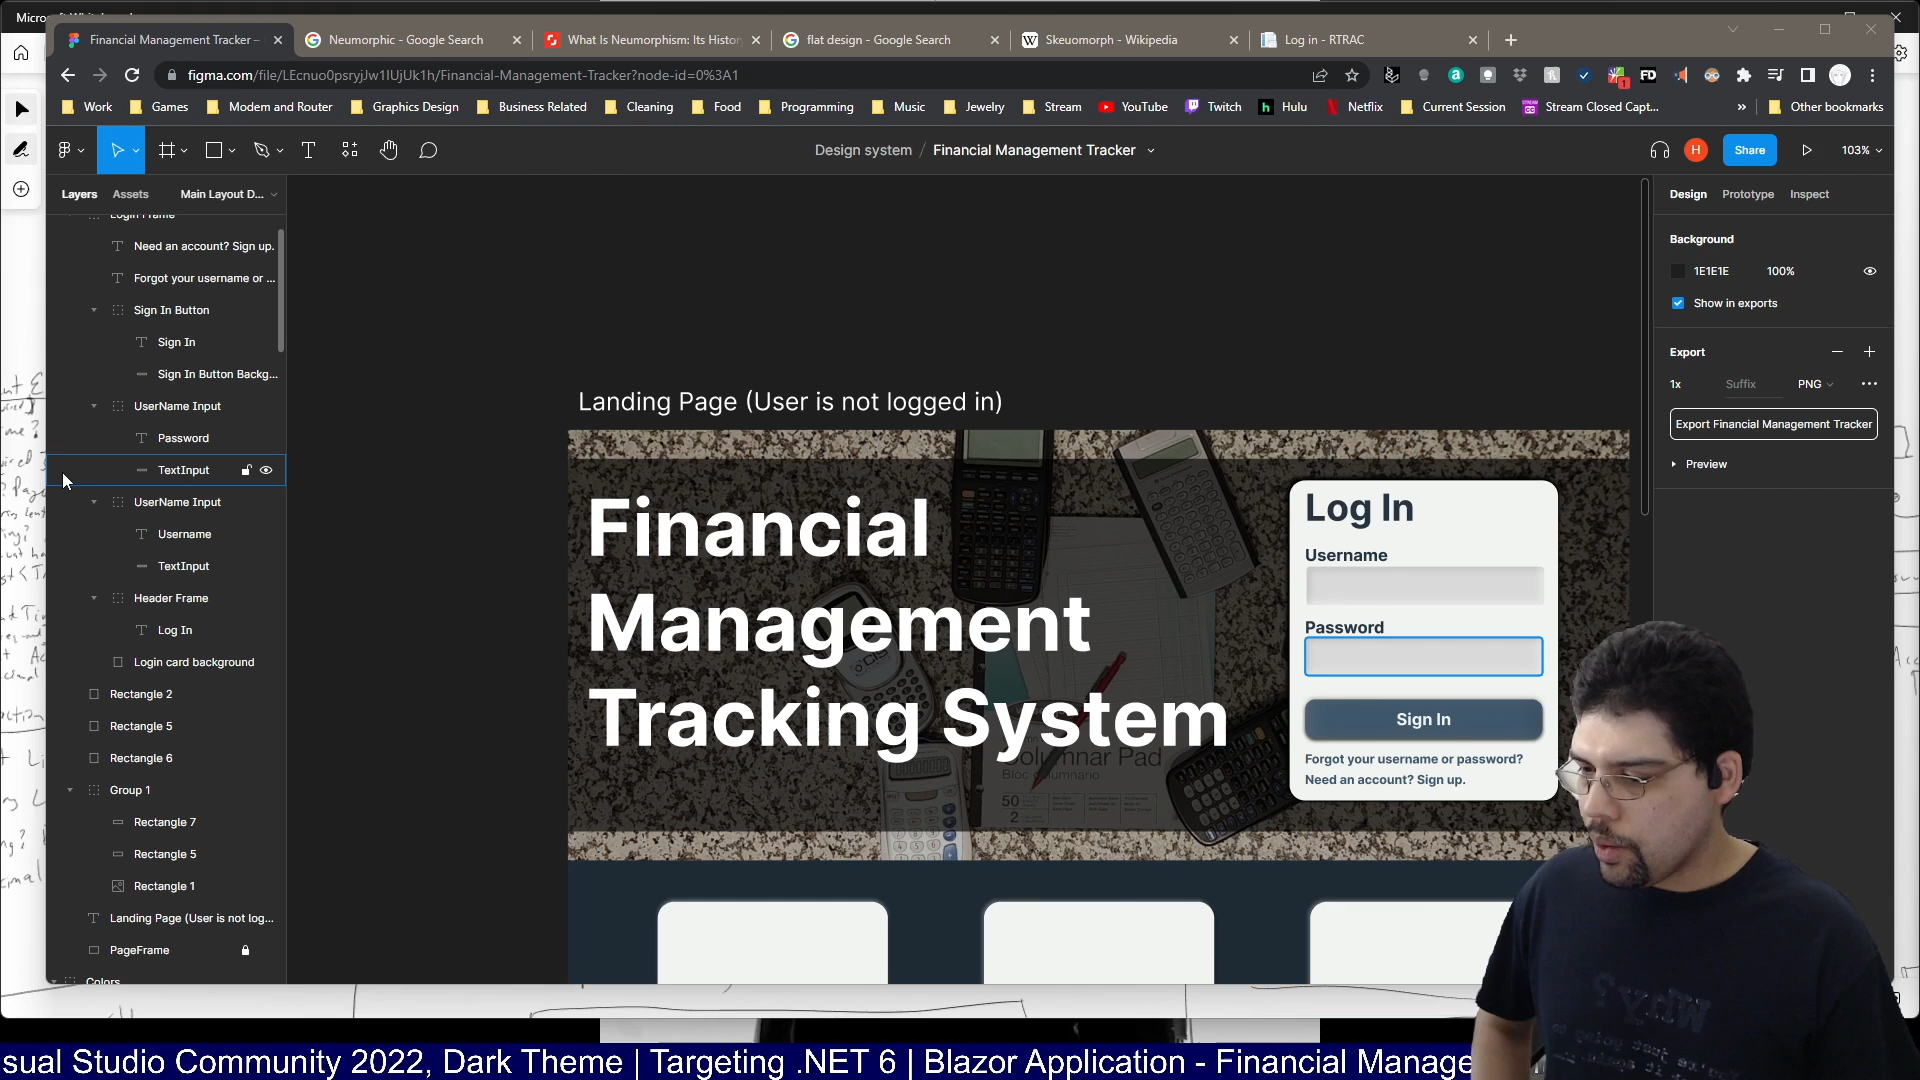 Financial Management Tracker –
Neumorphic - Google Search
What Is Neumorphism: Its Histor
flat design - Google Search
Skeuomorph - Wikipedia
Log in - RTRAC
figma.com/file/LEcnuo0psryjJw1IUjUk1h/Financial-Management-Tracker?node-id=0%3A1
Work
Games
Modem and Router
Graphics Design
Business Related
Cleaning
Food
Programming
Music
Jewelry
Stream
YouTube
Twitch
Hulu
Netflix
Current Session
Stream Closed Capt...
Other bookmarks
Design system / Financial Management Tracker
H
Share
103%
Layers
Assets
Main Layout D...
Design
Prototype
Inspect
Login Frame
Need an account? Sign up.
Forgot your username or ...
Sign In Button
Sign In
Sign In Button Backg...
UserName Input
Password
TextInput
UserName Input
Username
TextInput
Header Frame
Log In
Login card background
Rectangle 2
Rectangle 5
Rectangle 6
Group 1
Rectangle 7
Rectangle 5
Rectangle 1
Landing Page (User is not log...
PageFrame
Colors
Background
1E1E1E
100%
Show in exports
Export
1x
Suffix
PNG
Export Financial Management Tracker
Preview
Landing Page (User is not logged in)
Financial
Management
Tracking System
Columnar Pad
Bloc columnario
50
2
Log In
Username
Password
Sign In
Forgot your username or password?
Need an account? Sign up.
sual Studio Community 2022, Dark Theme | Targeting .NET 6 | Blazor Application - Financial Manage